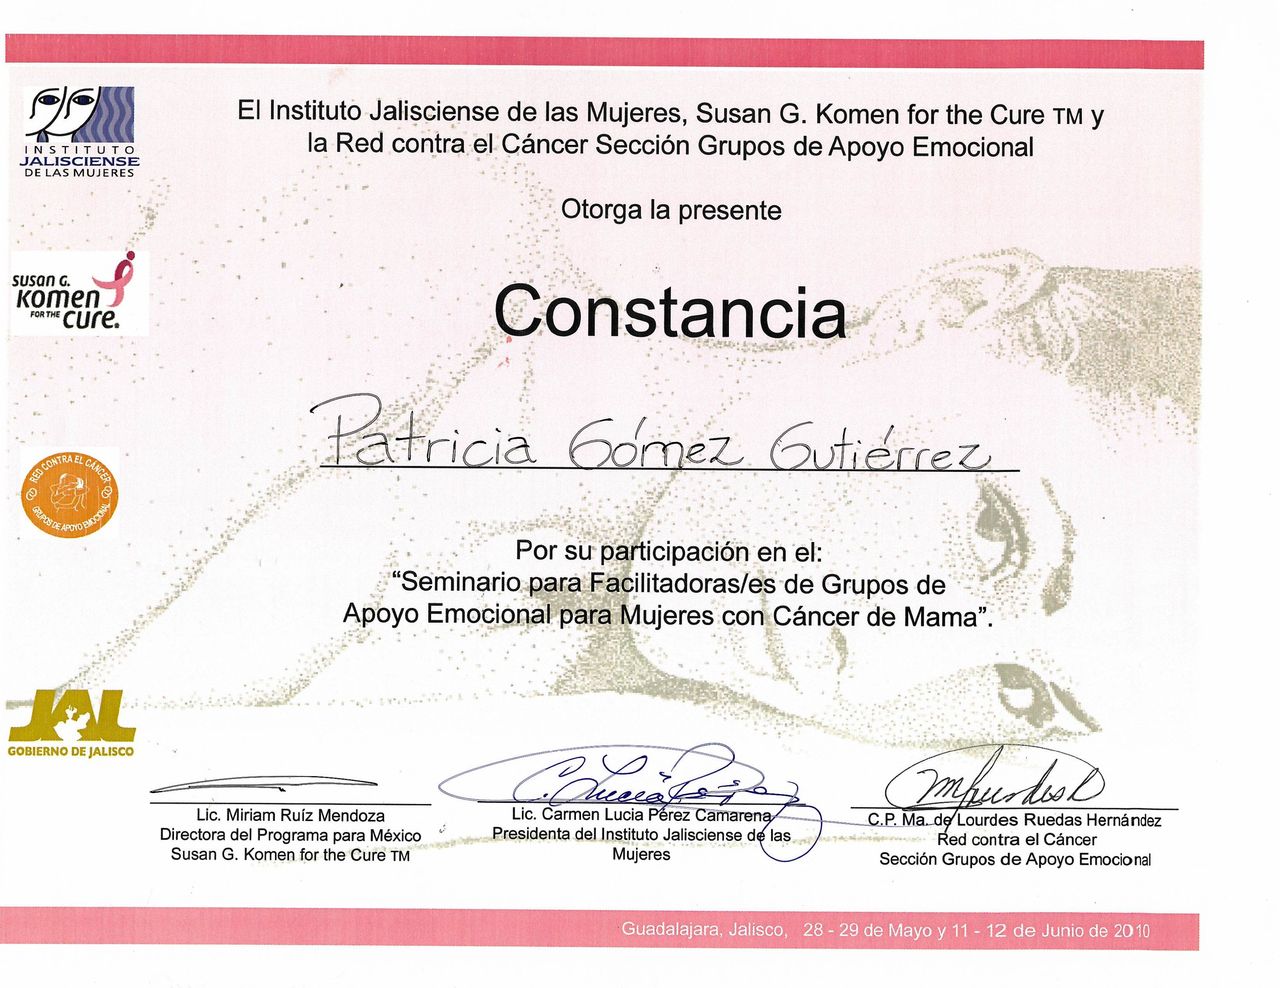 El Instituto Jalisciense de las Mujeres, Susan G. Komen for the Cure TM y
la Red contra el Cáncer Sección Grupos de Apoyo Emocional
INSTITUTO
JALISCIENSE
DE LAS MUJERES
Otorga la presente
SUSAN G.
Komen
FOR THE CURE.
Constancia
Patricia Gómez Gutiérrez
RED CONTRA EL CÁNCER
GRUPOS DE APOYO EMOCIONAL
Por su participación en el:
“Seminario para Facilitadoras/es de Grupos de
Apoyo Emocional para Mujeres con Cáncer de Mama”.
JAL
GOBIERNO DE JALISCO
Lic. Miriam Ruíz Mendoza
Directora del Programa para México
Susan G. Komen for the Cure TM
Lic. Carmen Lucia Pérez Camarena
Presidenta del Instituto Jalisciense de las
Mujeres
C.P. Ma. de Lourdes Ruedas Hernández
Red contra el Cáncer
Sección Grupos de Apoyo Emocional
Guadalajara, Jalisco, 28 - 29 de Mayo y 11 - 12 de Junio de 2010